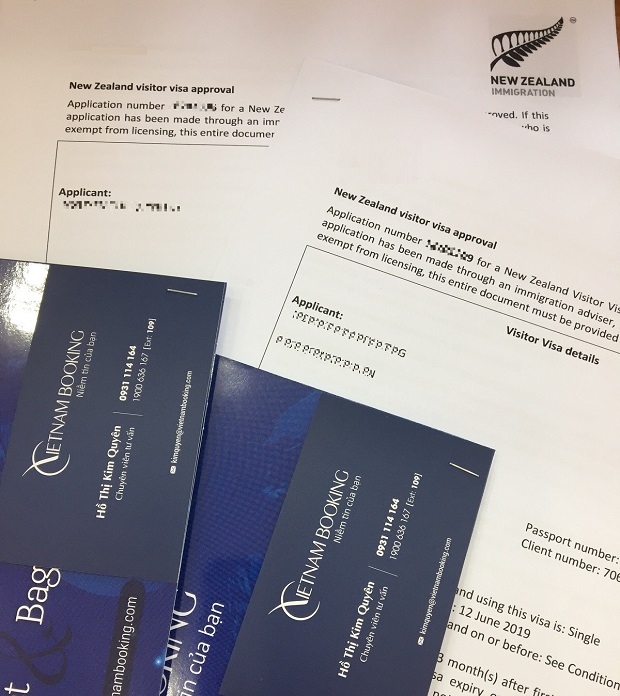 NEW ZEALAND
IMMIGRATION
New Zealand visitor visa approval
Application number for a New Ze
application has been made through an imm
exempt from licensing, this entire documen
oved. If this
who is
Applicant:
New Zealand visitor visa approval
Application number for a New Zealand Visitor Vis
application has been made through an immigration adviser,
exempt from licensing, this entire document must be provided
Visitor Visa details
Applicant:
Passport number:
Client number: 706
and using this visa is: Single
: 12 June 2019
and on or before: See Condition
3 month(s) after first
sa expiry
VIETNAM BOOKING
Niềm tin của bạn
Hồ Thị Kim Quyên
Chuyên viên tư vấn
0931 114 164
1900 636 167 [Ext: 109]
kimquyen@vietnambooking.com
VIETNAM BOOKING
Niềm tin của bạn
Hồ Thị Kim Quyên
Chuyên viên tư vấn
0931 114 164
1900 636 167 [Ext: 109]
kimquyen@vietnambooking.com
t & Bag
nambooking.com
NING
in của bạn